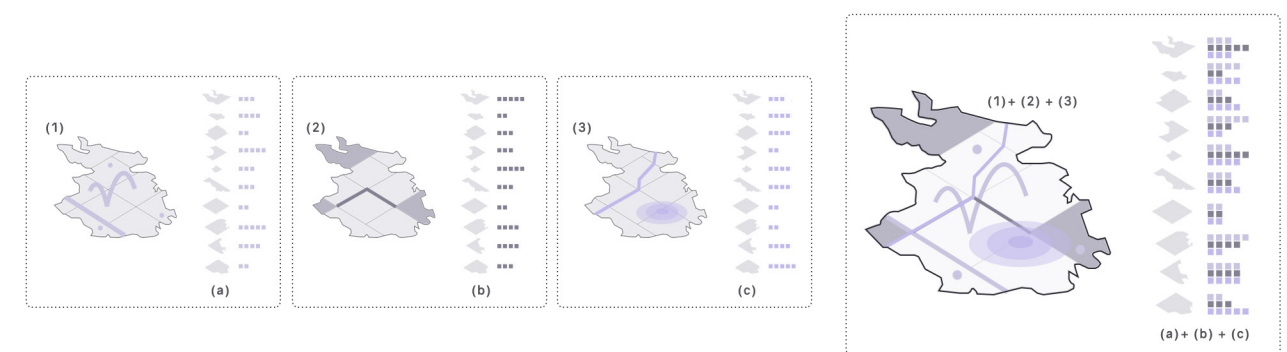 (1)
(a)
(2)
(b)
(3)
(c)
(1)+ (2) + (3)
(a)+ (b) + (c)